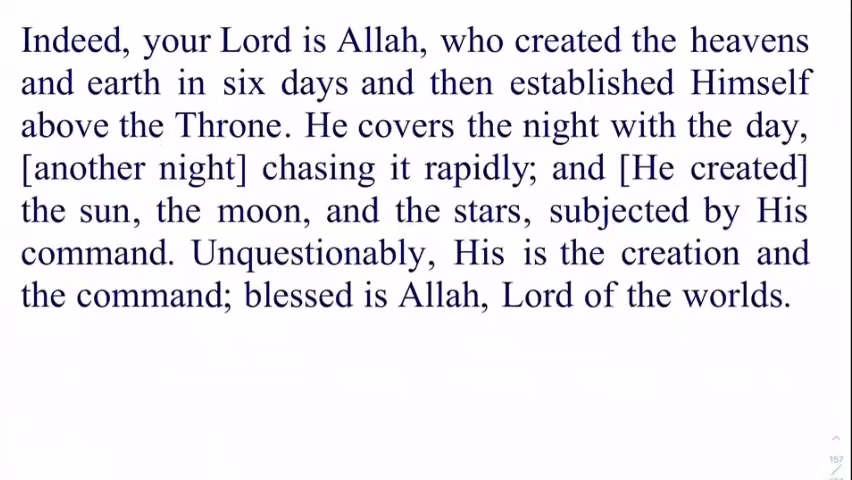 Indeed, your Lord is Allah, who created the heavens
and earth in six days and then established Himself
above the Throne. He covers the night with the day,
[another night] chasing it rapidly; and [He created]
the sun, the moon, and the stars, subjected by His
command. Unquestionably, His is the creation and
the command; blessed is Allah, Lord of the worlds.
157